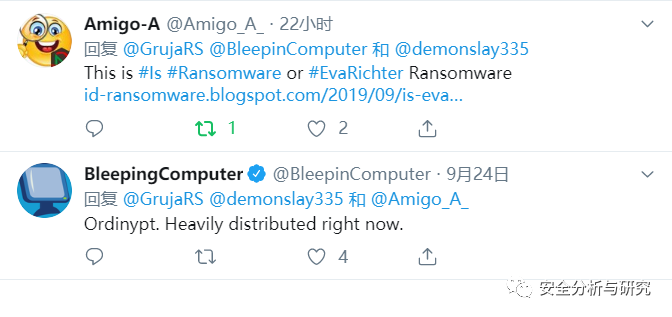 Amigo-A @Amigo_A_ · 22小时
回复 @GrujaRS @BleepinComputer 和 @demonslay335
This is #Is #Ransomware or #EvaRichter Ransomware
id-ransomware.blogspot.com/2019/09/is-eva...
1 2
BleepingComputer @BleepinComputer · 9月24日
回复 @GrujaRS @demonslay335 和 @Amigo_A_
Ordinypt. Heavily distributed right now.
4
安全分析与研究